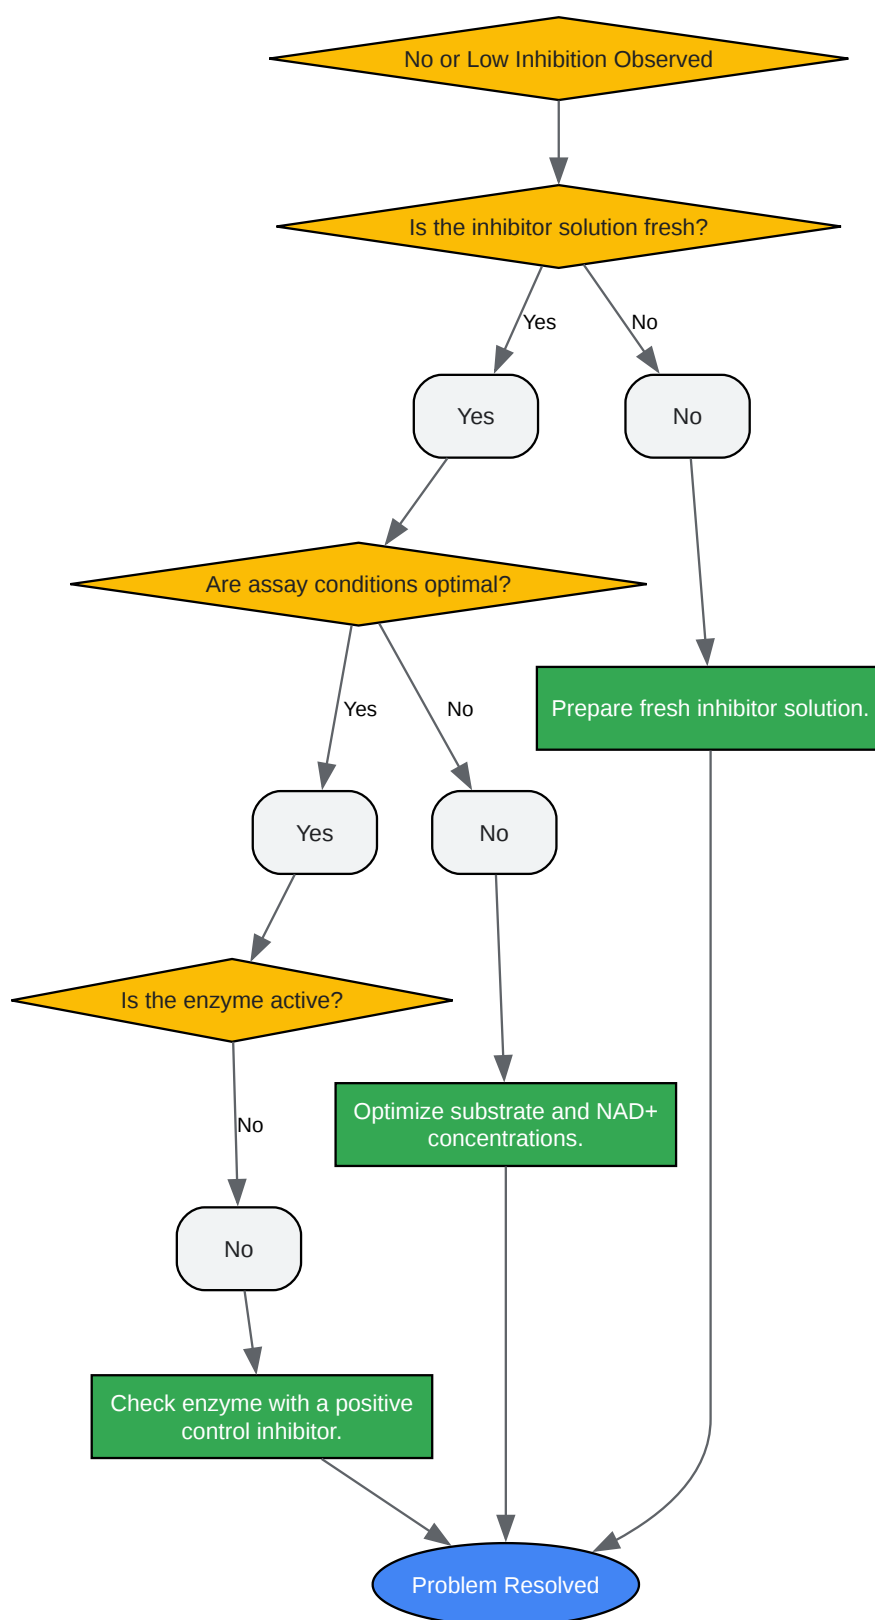 No or Low Inhibition Observed
Is the inhibitor solution fresh?
Yes
No
Yes
No
Are assay conditions optimal?
Yes
No
Prepare fresh inhibitor solution.
Yes
No
Is the enzyme active?
No
Optimize substrate and NAD+
concentrations.
No
Check enzyme with a positive
control inhibitor.
Problem Resolved